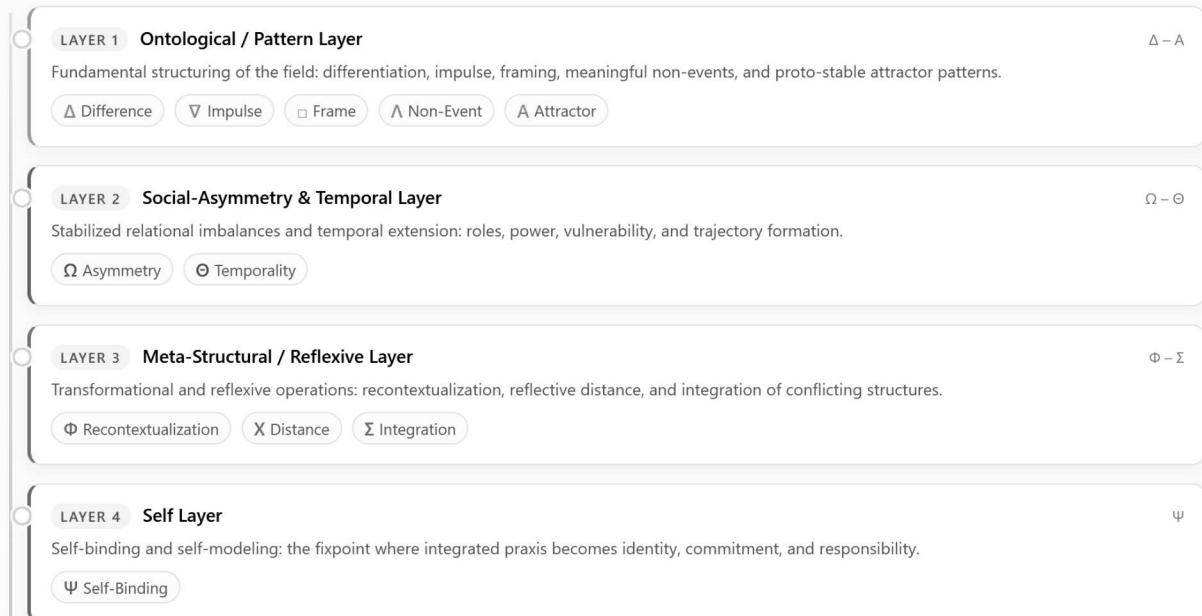 LAYER 1 Ontological / Pattern Layer Δ – A
Fundamental structuring of the field: differentiation, impulse, framing, meaningful non-events, and proto-stable attractor patterns.
Δ Difference ∇ Impulse □ Frame Λ Non-Event A Attractor
LAYER 2 Social-Asymmetry & Temporal Layer Ω – Θ
Stabilized relational imbalances and temporal extension: roles, power, vulnerability, and trajectory formation.
Ω Asymmetry Θ Temporality
LAYER 3 Meta-Structural / Reflexive Layer Φ – Σ
Transformational and reflexive operations: recontextualization, reflective distance, and integration of conflicting structures.
Φ Recontextualization Χ Distance Σ Integration
LAYER 4 Self Layer Ψ
Self-binding and self-modeling: the fixpoint where integrated praxis becomes identity, commitment, and responsibility.
Ψ Self-Binding